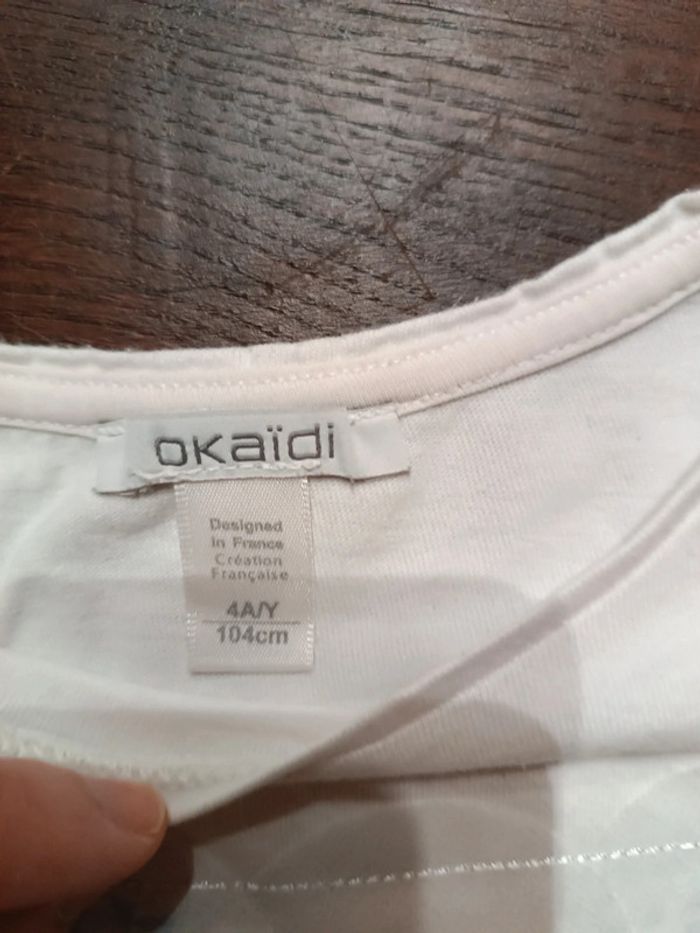 okaïdi
Designed
in France
Création
Française
4A/Y
104cm